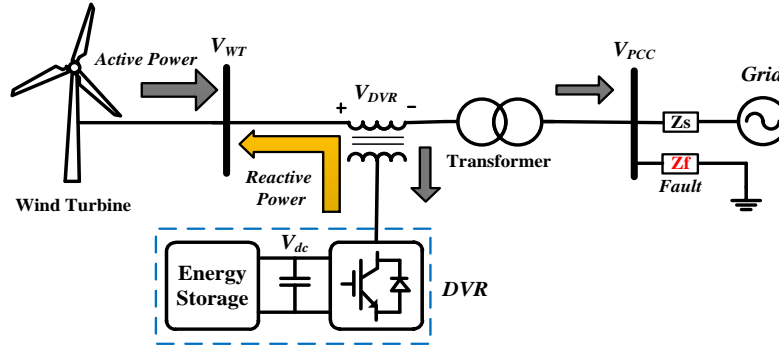 V_WT
Active Power
V_PCC
Grid
V_DVR
+ −
Zs
Transformer
Zf
Reactive
Power
Fault
Wind Turbine
V_dc
Energy
Storage
DVR